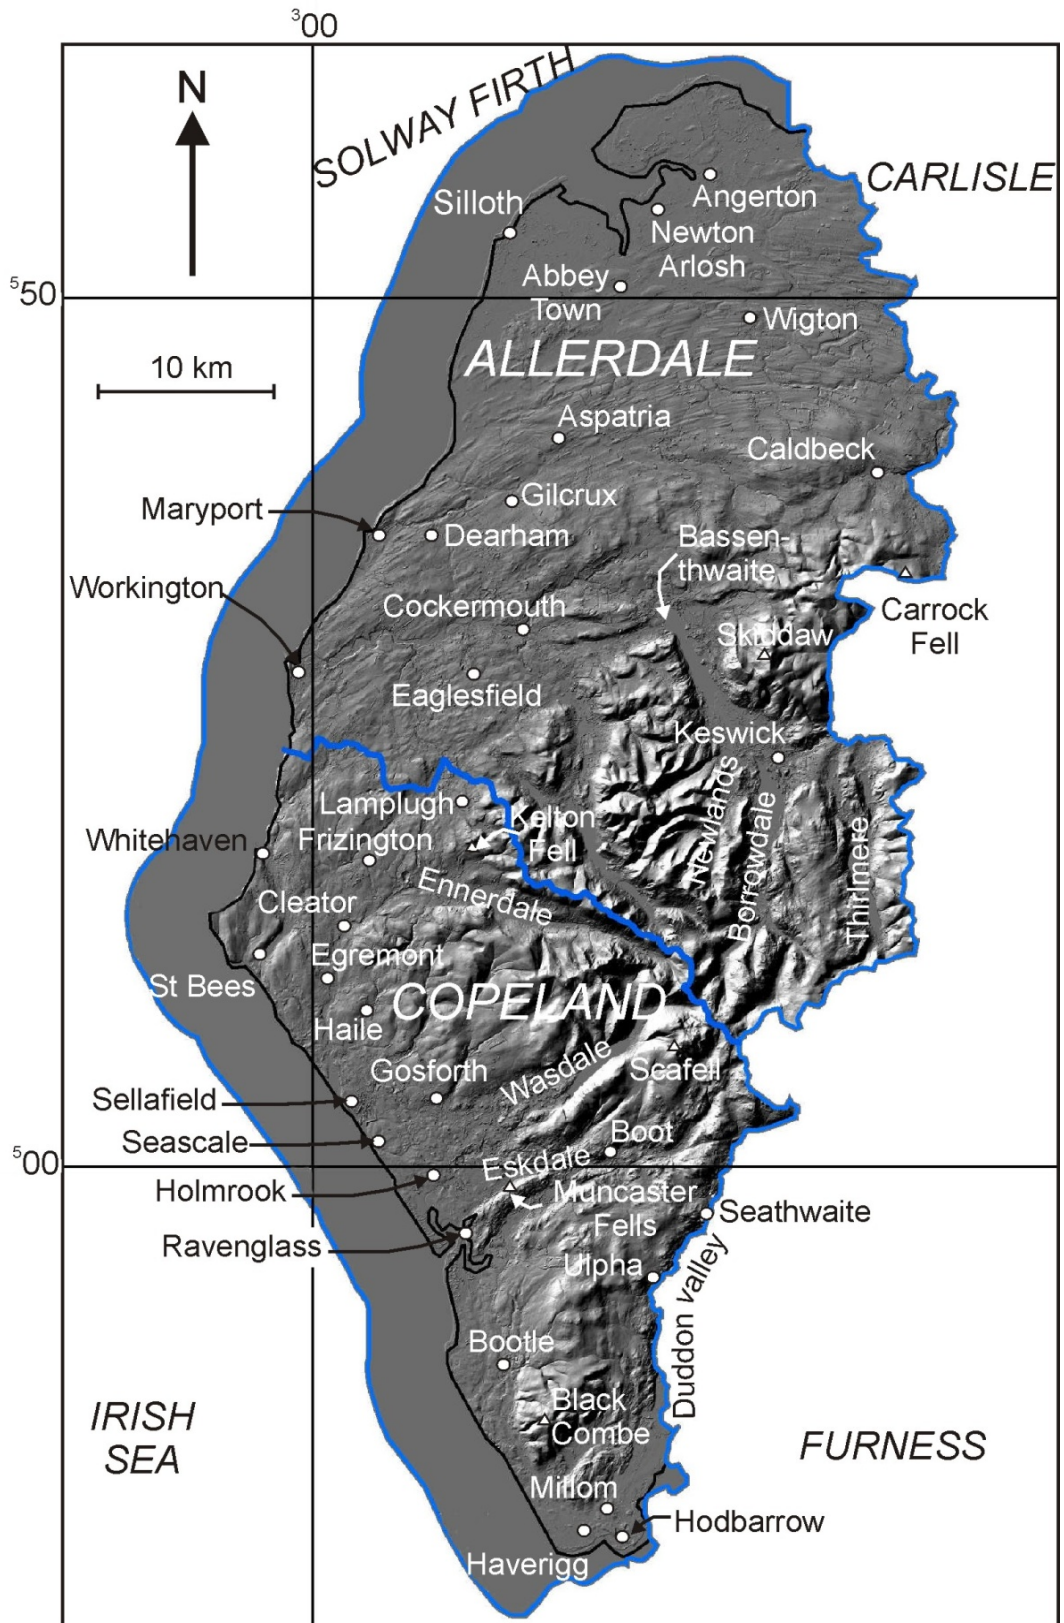 ³00
N
SOLWAY FIRTH
CARLISLE
Silloth
Angerton
Newton
Arlosh
⁵50
Abbey
Town
Wigton
10 km
ALLERDALE
Aspatria
Caldbeck
Gilcrux
Maryport
Dearham
Bassen-
thwaite
Workington
Cockermouth
Carrock
Fell
Skiddaw
Eaglesfield
Keswick
Lamplugh
Kelton
Fell
Newlands
Borrowdale
Thirlmere
Whitehaven
Frizington
Ennerdale
Cleator
Egremont
St Bees
COPELAND
Haile
Wasdale
Scafell
Gosforth
Sellafield
Seascale
Boot
Eskdale
⁵00
Holmrook
Muncaster
Fells
Seathwaite
Ravenglass
Ulpha
Duddon valley
Bootle
Black
Combe
IRISH
SEA
FURNESS
Millom
Hodbarrow
Haverigg